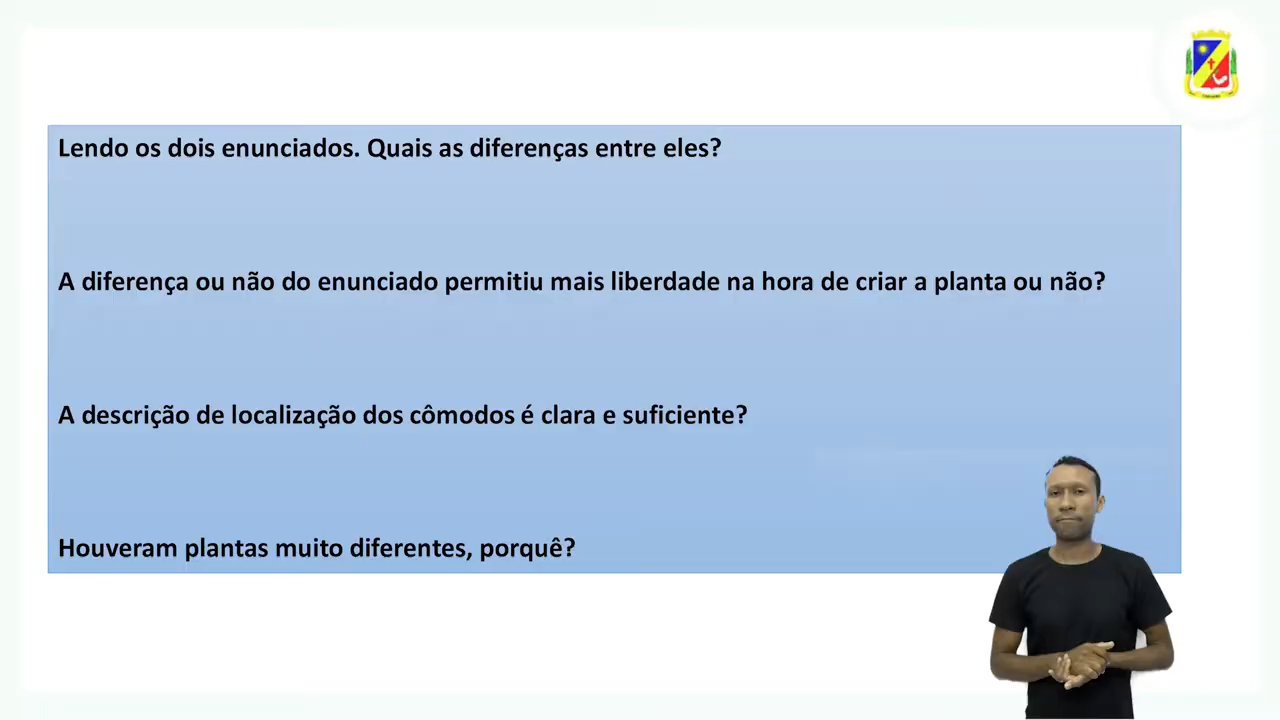 Lendo os dois enunciados. Quais as diferenças entre eles?
A diferença ou não do enunciado permitiu mais liberdade na hora de criar a planta ou não?
A descrição de localização dos cômodos é clara e suficiente?
Houveram plantas muito diferentes, porquê?